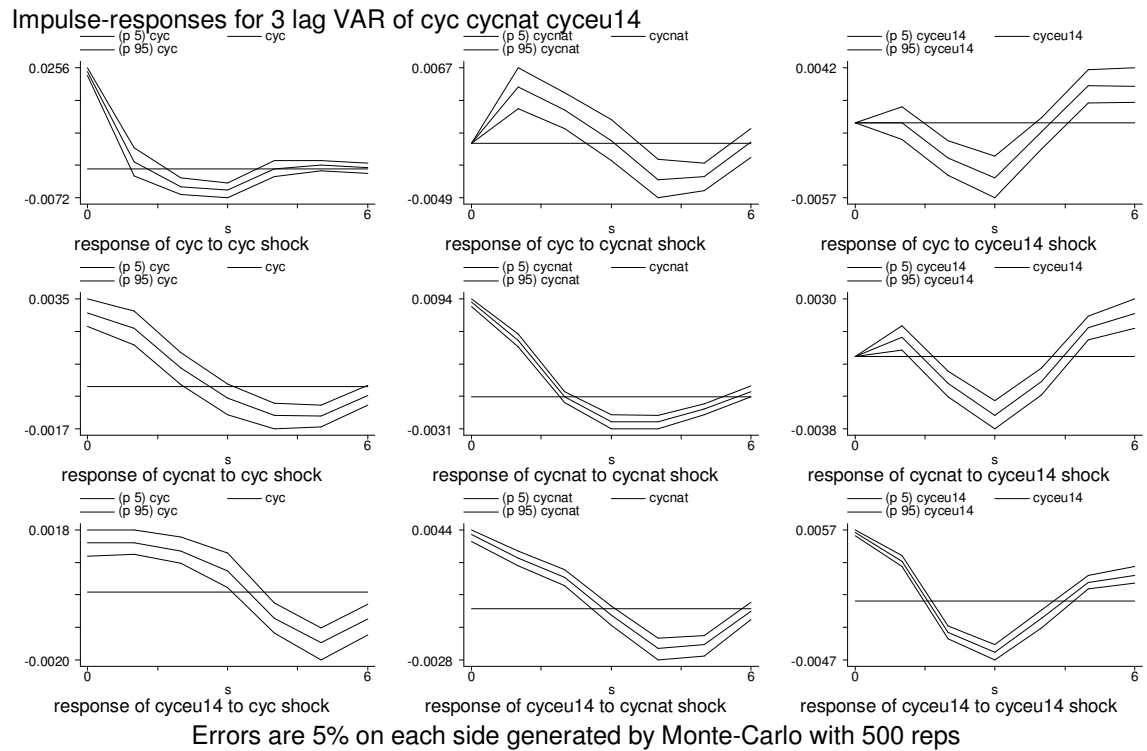 Impulse-responses for 3 lag VAR of cyc cycnat cyceu14
(p 5) cyc cyc
(p 95) cyc
0.0256
-0.0072
0 6
s
response of cyc to cyc shock
(p 5) cycnat cycnat
(p 95) cycnat
0.0067
-0.0049
0 6
s
response of cyc to cycnat shock
(p 5) cyceu14 cyceu14
(p 95) cyceu14
0.0042
-0.0057
0 6
s
response of cyc to cyceu14 shock
(p 5) cyc cyc
(p 95) cyc
0.0035
-0.0017
0 6
s
response of cycnat to cyc shock
(p 5) cycnat cycnat
(p 95) cycnat
0.0094
-0.0031
0 6
s
response of cycnat to cycnat shock
(p 5) cyceu14 cyceu14
(p 95) cyceu14
0.0030
-0.0038
0 6
s
response of cycnat to cyceu14 shock
(p 5) cyc cyc
(p 95) cyc
0.0018
-0.0020
0 6
s
response of cyceu14 to cyc shock
(p 5) cycnat cycnat
(p 95) cycnat
0.0044
-0.0028
0 6
s
response of cyceu14 to cycnat shock
(p 5) cyceu14 cyceu14
(p 95) cyceu14
0.0057
-0.0047
0 6
s
response of cyceu14 to cyceu14 shock
Errors are 5% on each side generated by Monte-Carlo with 500 reps